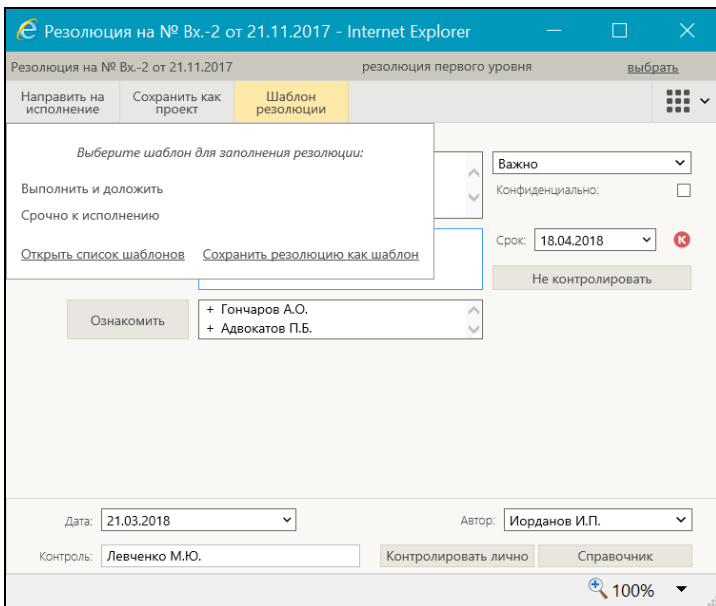 Резолюция на № Вх.-2 от 21.11.2017 - Internet Explorer
Резолюция на № Вх.-2 от 21.11.2017 резолюция первого уровня выбрать
Направить на исполнение Сохранить как проект Шаблон резолюции
Выберите шаблон для заполнения резолюции:
Выполнить и доложить
Срочно к исполнению
Открыть список шаблонов Сохранить резолюцию как шаблон
Важно
Конфиденциально:
Срок: 18.04.2018 К
Не контролировать
Ознакомить
+ Гончаров А.О.
+ Адвокатов П.Б.
Дата: 21.03.2018 Автор: Иорданов И.П.
Контроль: Левченко М.Ю. Контролировать лично Справочник
100%